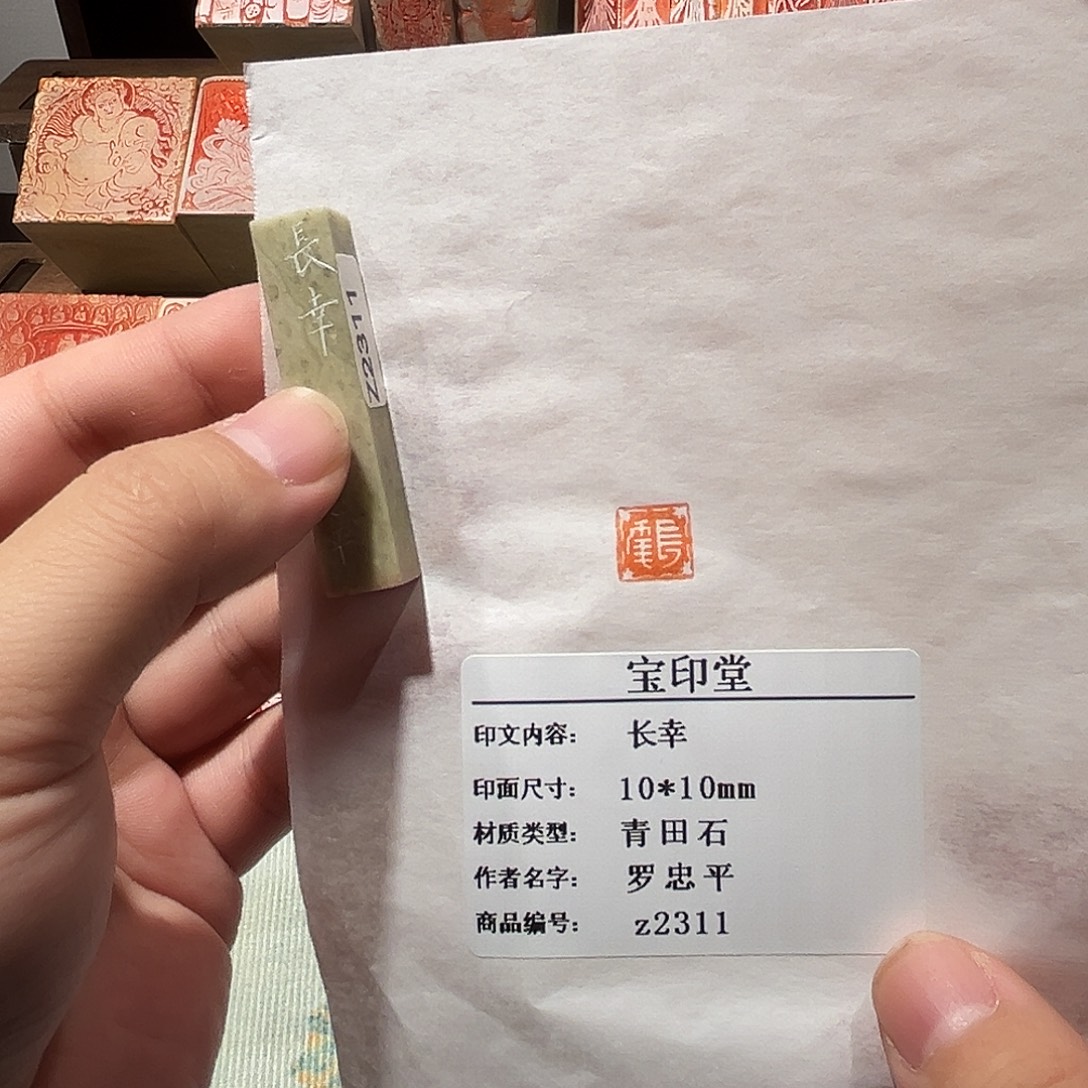 長
幸
Z2311
宝印堂
印文内容: 长幸
印面尺寸: 10*10mm
材质类型: 青田石
作者名字: 罗忠平
商品编号: z2311